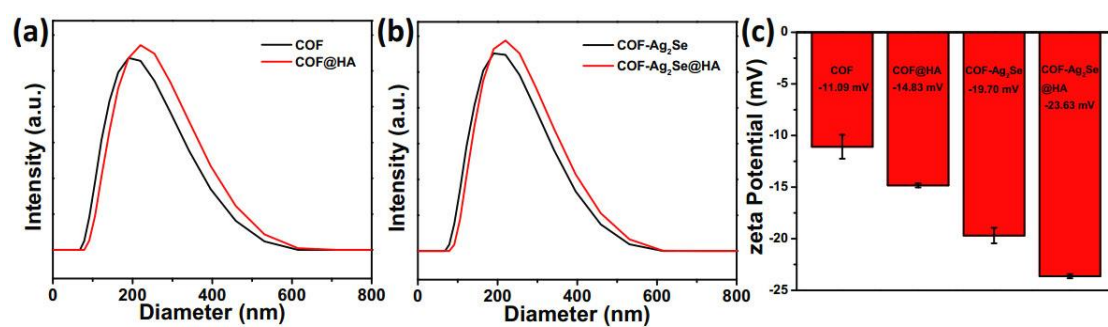 (a)
COF
COF@HA
Intensity (a.u.)
0 200 400 600 800
Diameter (nm)
(b)
COF-Ag₂Se
COF-Ag₂Se@HA
Intensity (a.u.)
0 200 400 600 800
Diameter (nm)
(c)
zeta Potential (mV)
0
-5
-10
-15
-20
-25
COF
-11.09 mV
COF@HA
-14.83 mV
COF-Ag₂Se
-19.70 mV
COF-Ag₂Se
@HA
-23.63 mV